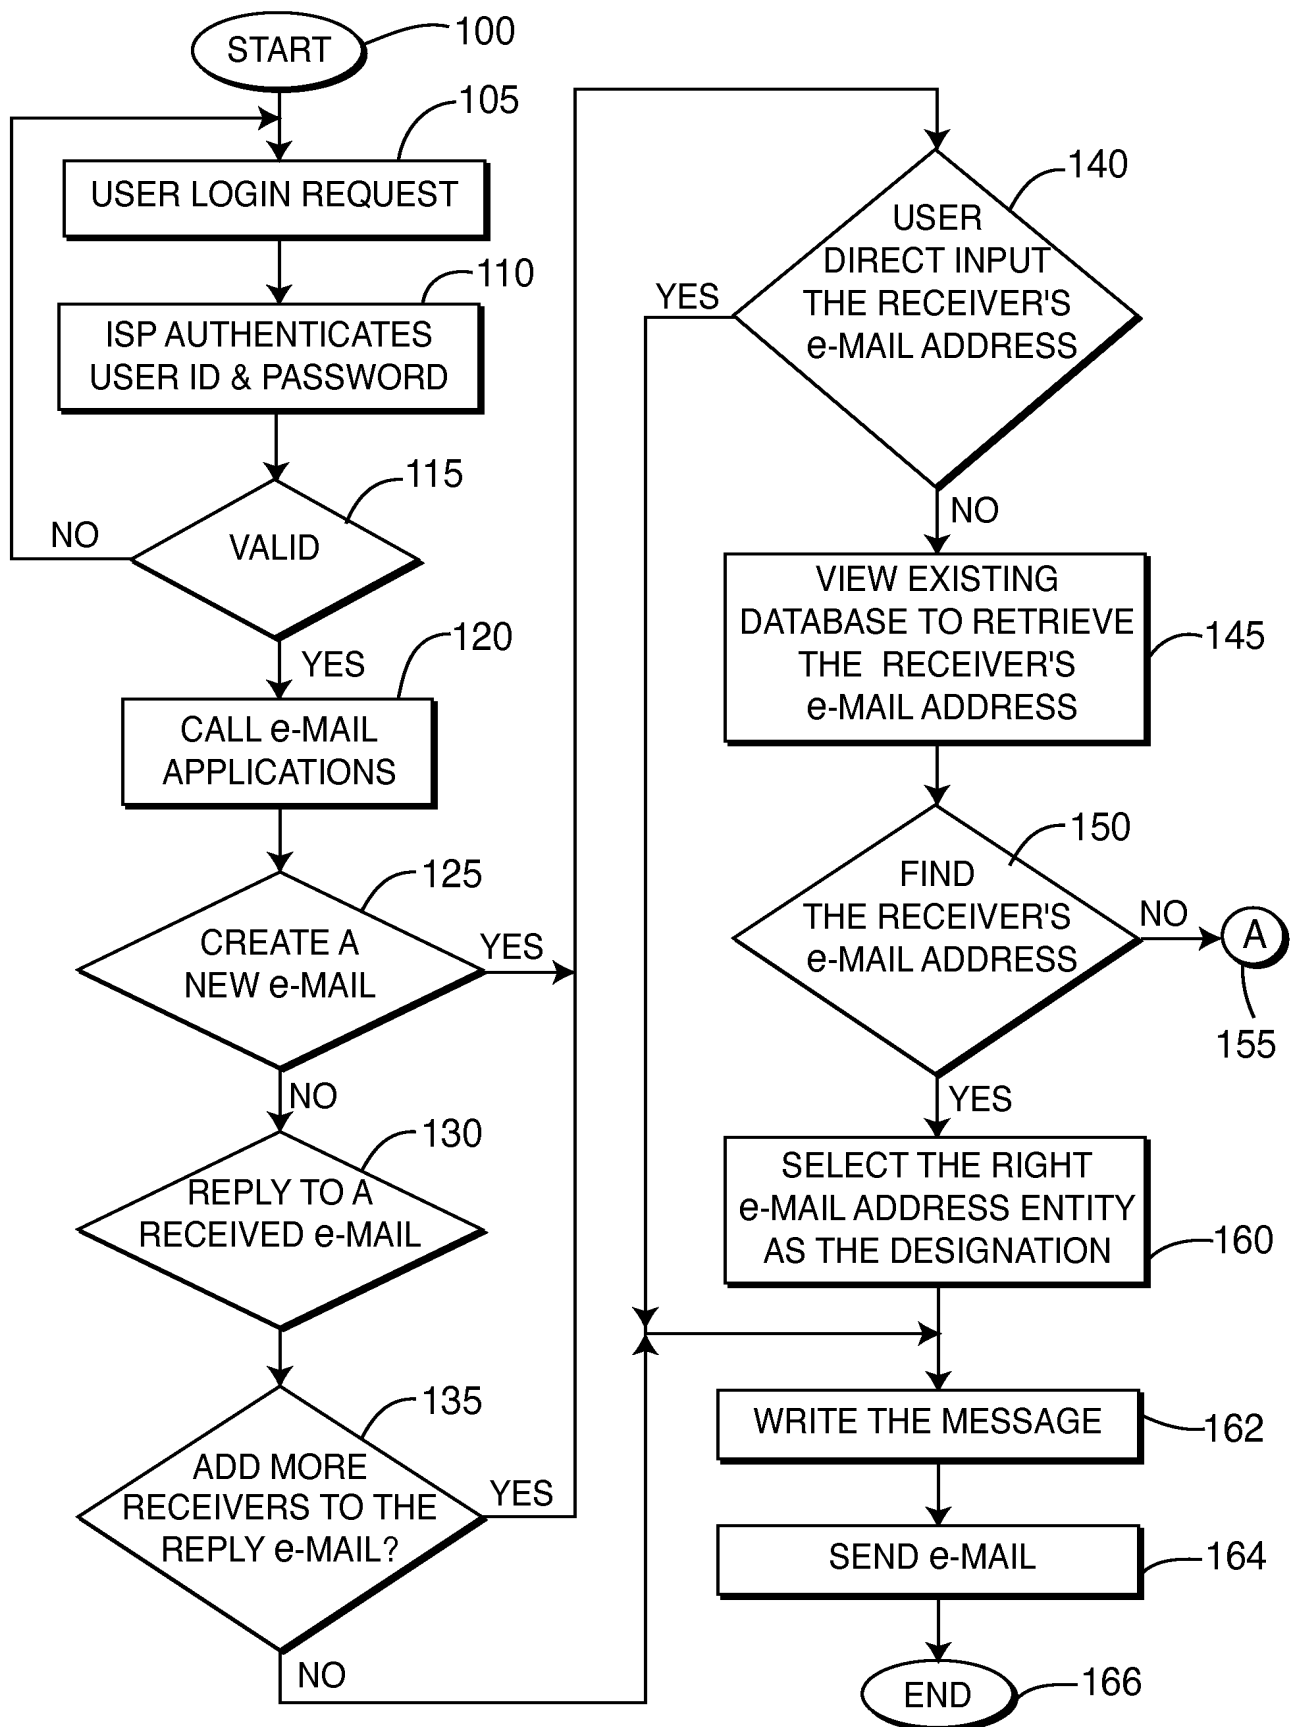 START
100
105
USER LOGIN REQUEST
110
ISP AUTHENTICATES
USER ID & PASSWORD
115
VALID
NO
YES
120
CALL e-MAIL
APPLICATIONS
125
CREATE A
NEW e-MAIL
YES
NO
130
REPLY TO A
RECEIVED e-MAIL
135
ADD MORE
RECEIVERS TO THE
REPLY e-MAIL?
YES
NO
140
USER
DIRECT INPUT
THE RECEIVER'S
e-MAIL ADDRESS
YES
NO
VIEW EXISTING
DATABASE TO RETRIEVE
THE RECEIVER'S
e-MAIL ADDRESS
145
150
FIND
THE RECEIVER'S
e-MAIL ADDRESS
NO
A
155
YES
SELECT THE RIGHT
e-MAIL ADDRESS ENTITY
AS THE DESIGNATION
160
WRITE THE MESSAGE
162
SEND e-MAIL
164
END
166